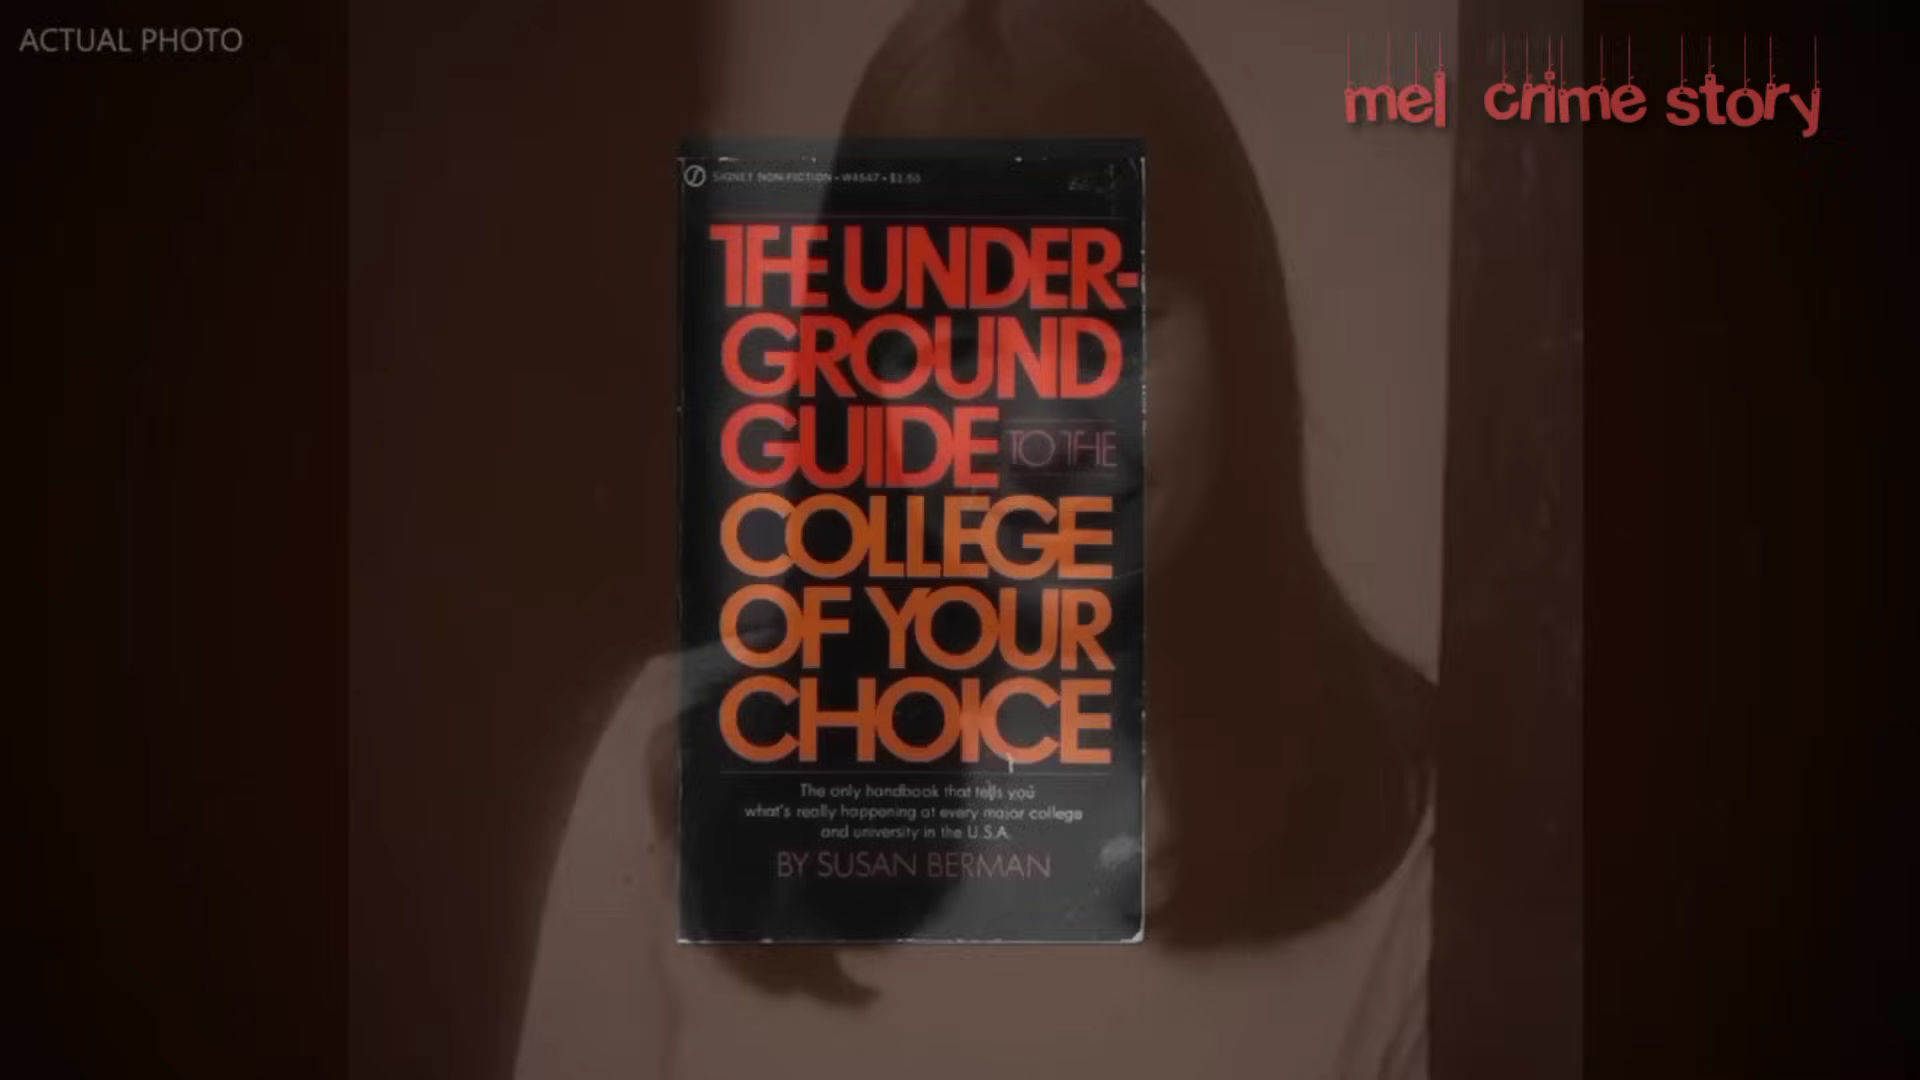 ACTUAL PHOTO
mel crime story
SIGNET NON-FICTION • W4547 • $1.50
THE UNDER-
GROUND
GUIDE TO THE
COLLEGE
OF YOUR
CHOICE
The only handbook that tells you
what's really happening at every major college
and university in the U.S.A.
BY SUSAN BERMAN